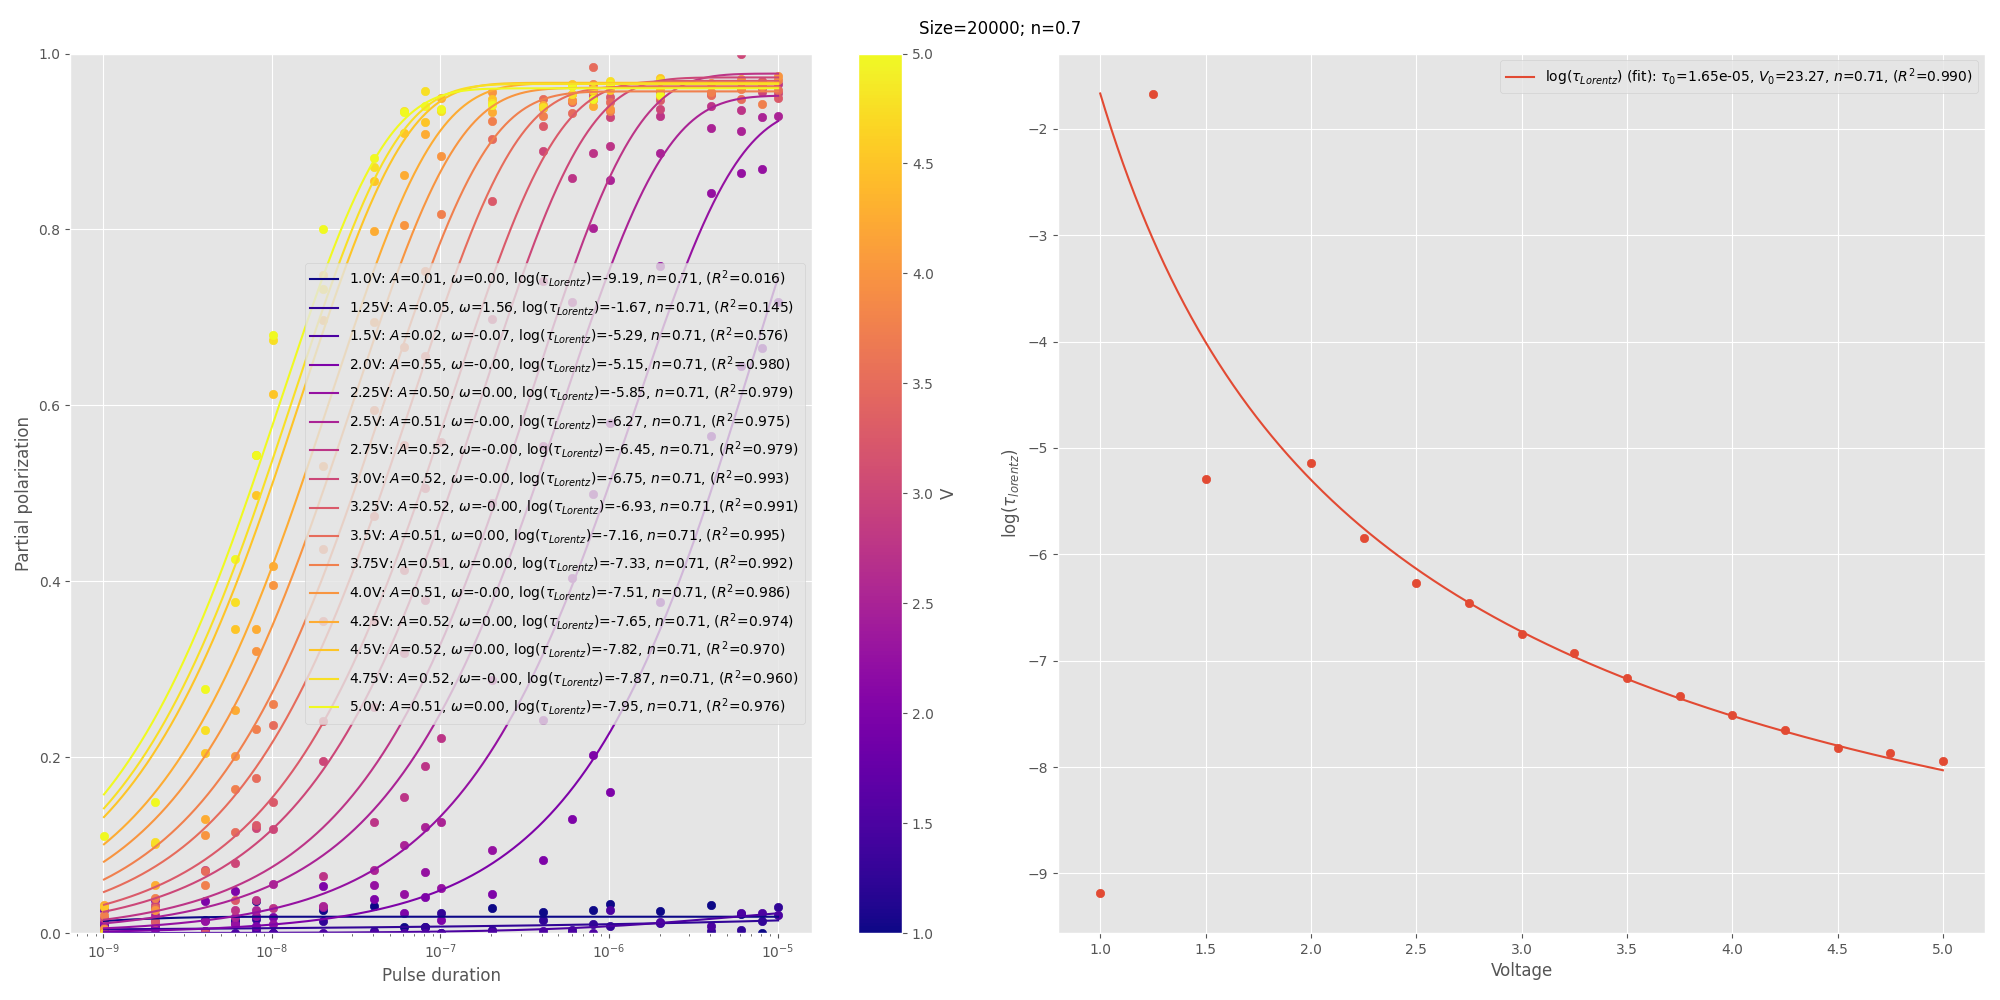 Size=20000; n=0.7
1.0
0.8
0.6
0.4
0.2
0.0
Partial polarization
10⁻⁹ 10⁻⁸ 10⁻⁷ 10⁻⁶ 10⁻⁵
Pulse duration
1.0V: A=0.01, ω=0.00, log(τ_Lorentz)=-9.19, n=0.71, (R²=0.016)
1.25V: A=0.05, ω=1.56, log(τ_Lorentz)=-1.67, n=0.71, (R²=0.145)
1.5V: A=0.02, ω=-0.07, log(τ_Lorentz)=-5.29, n=0.71, (R²=0.576)
2.0V: A=0.55, ω=-0.00, log(τ_Lorentz)=-5.15, n=0.71, (R²=0.980)
2.25V: A=0.50, ω=0.00, log(τ_Lorentz)=-5.85, n=0.71, (R²=0.979)
2.5V: A=0.51, ω=-0.00, log(τ_Lorentz)=-6.27, n=0.71, (R²=0.975)
2.75V: A=0.52, ω=-0.00, log(τ_Lorentz)=-6.45, n=0.71, (R²=0.979)
3.0V: A=0.52, ω=-0.00, log(τ_Lorentz)=-6.75, n=0.71, (R²=0.993)
3.25V: A=0.52, ω=-0.00, log(τ_Lorentz)=-6.93, n=0.71, (R²=0.991)
3.5V: A=0.51, ω=0.00, log(τ_Lorentz)=-7.16, n=0.71, (R²=0.995)
3.75V: A=0.51, ω=0.00, log(τ_Lorentz)=-7.33, n=0.71, (R²=0.992)
4.0V: A=0.51, ω=-0.00, log(τ_Lorentz)=-7.51, n=0.71, (R²=0.986)
4.25V: A=0.52, ω=0.00, log(τ_Lorentz)=-7.65, n=0.71, (R²=0.974)
4.5V: A=0.52, ω=0.00, log(τ_Lorentz)=-7.82, n=0.71, (R²=0.970)
4.75V: A=0.52, ω=-0.00, log(τ_Lorentz)=-7.87, n=0.71, (R²=0.960)
5.0V: A=0.51, ω=0.00, log(τ_Lorentz)=-7.95, n=0.71, (R²=0.976)
5.0
4.5
4.0
3.5
3.0
2.5
2.0
1.5
1.0
V
log(τ_Lorentz) (fit): τ₀=1.65e-05, V₀=23.27, n=0.71, (R²=0.990)
−2
−3
−4
−5
−6
−7
−8
−9
log(τ_lorentz)
1.0 1.5 2.0 2.5 3.0 3.5 4.0 4.5 5.0
Voltage